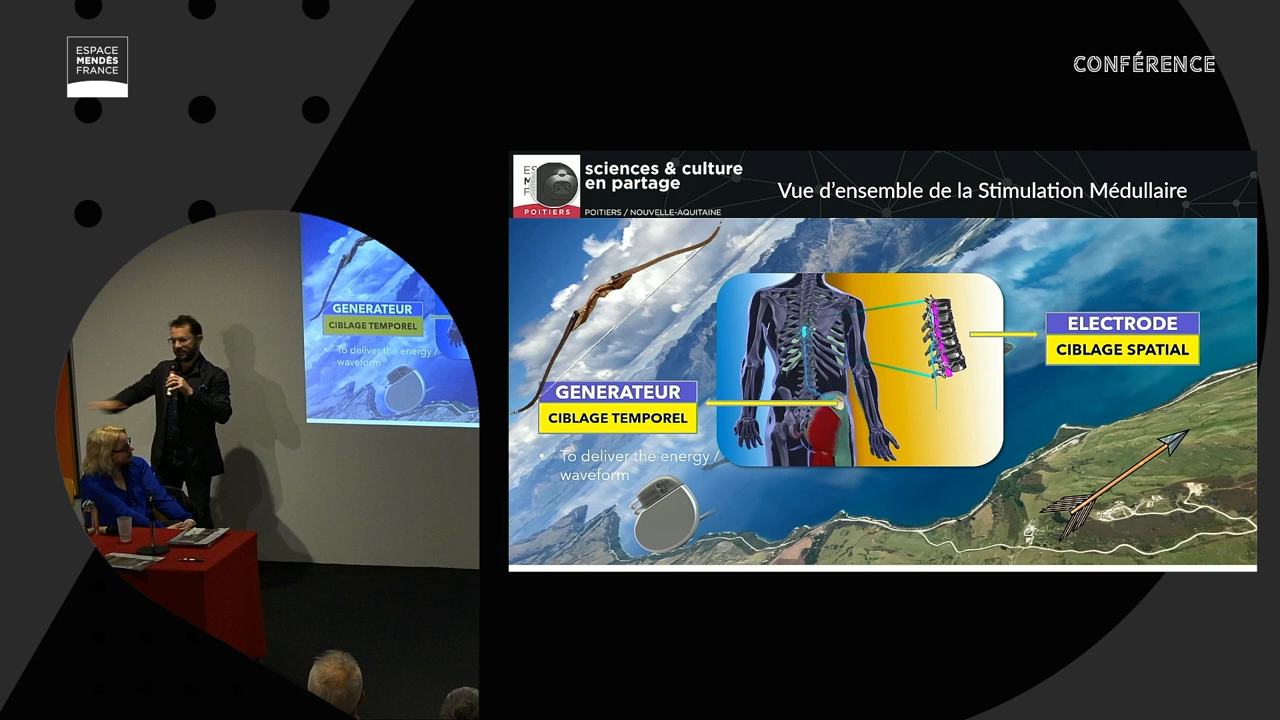 ESPACE
MENDÈS
FRANCE
CONFÉRENCE
sciences & culture
en partage
POITIERS
POITIERS / NOUVELLE-AQUITAINE
Vue d'ensemble de la Stimulation Médullaire
GENERATEUR
CIBLAGE TEMPOREL
• To deliver the energy /
waveform
ELECTRODE
CIBLAGE SPATIAL
GENERATEUR
CIBLAGE TEMPOREL
• To deliver the energy /
waveform